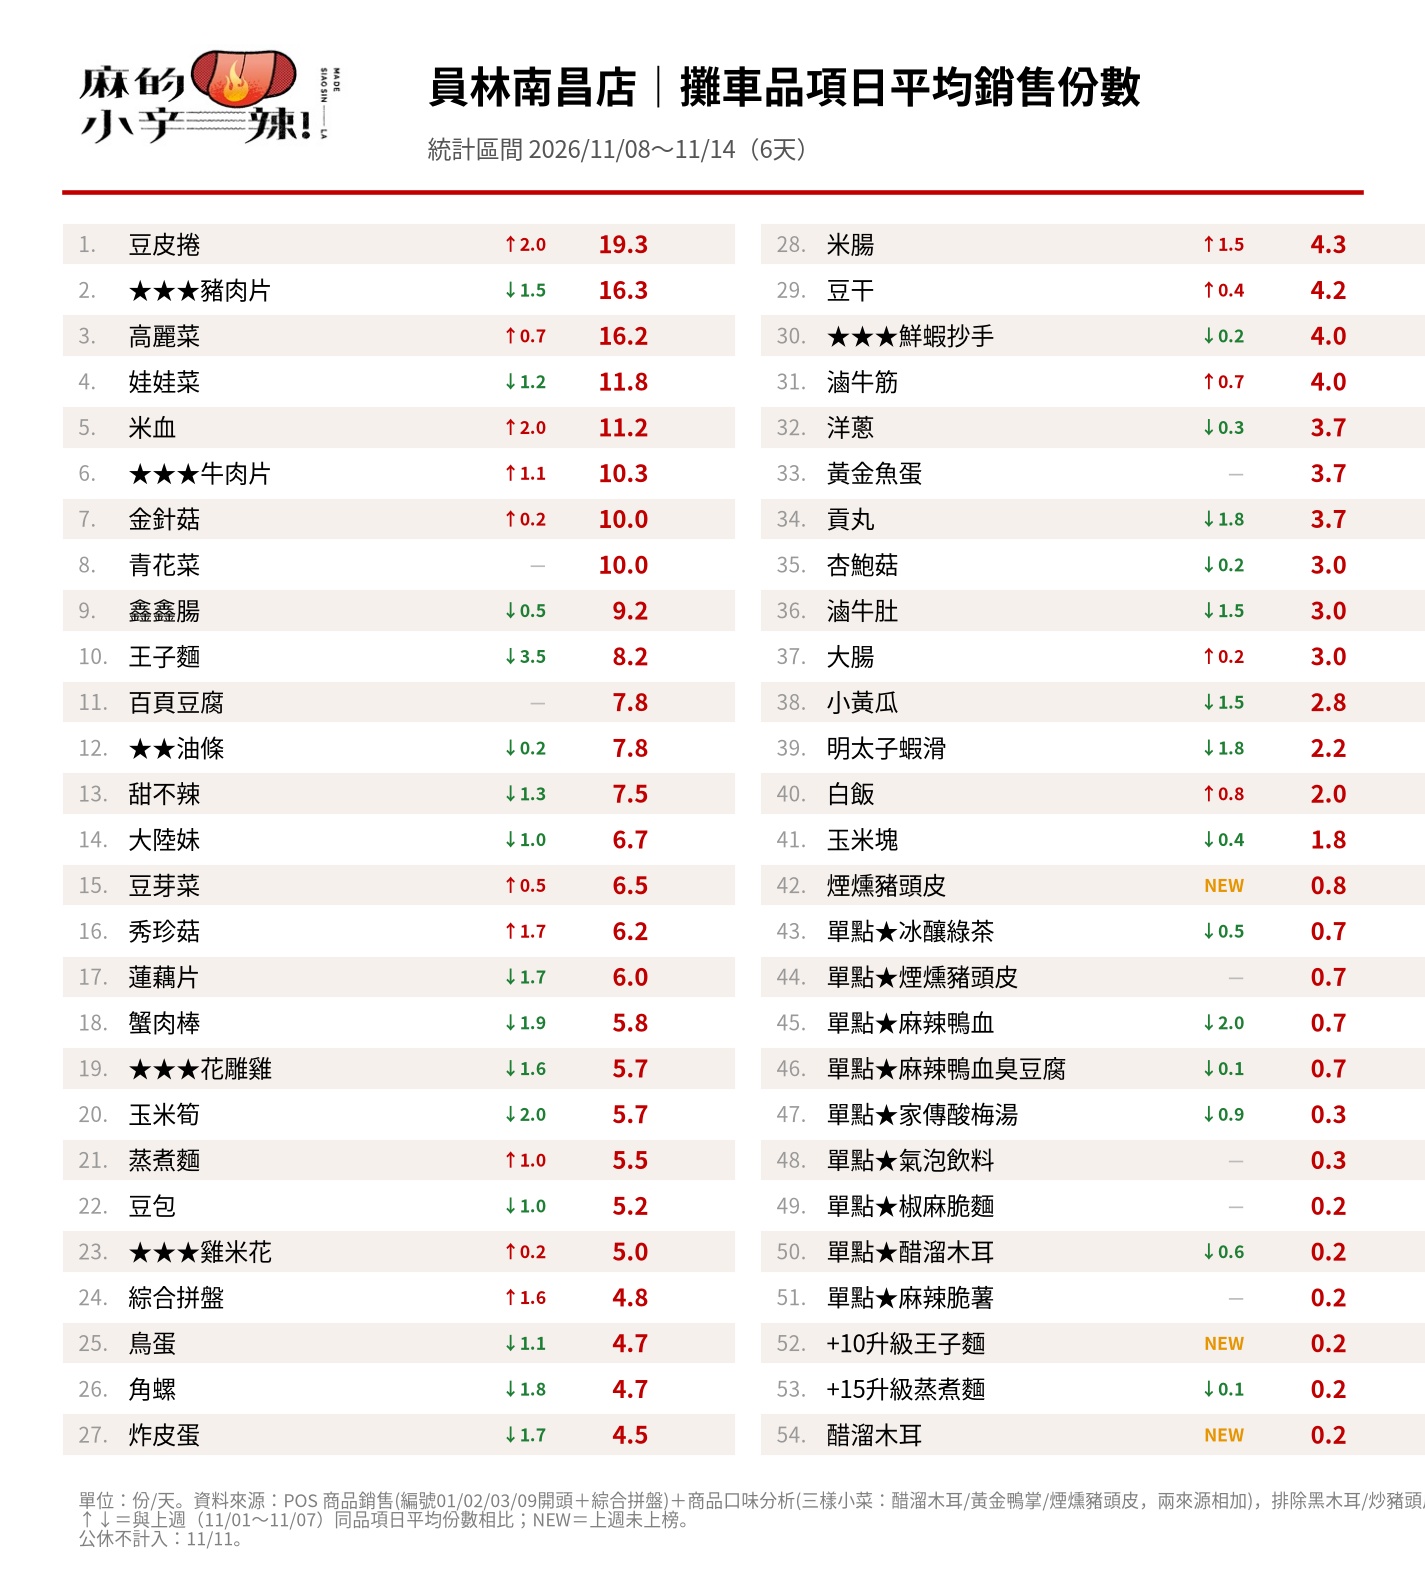 麻的
小辛一辣!
MADE
SIAO SIN — LA
員林南昌店｜攤車品項日平均銷售份數
統計區間 2026/11/08～11/14（6天）
1. 豆皮捲 ↑2.0 19.3
2. ★★★豬肉片 ↓1.5 16.3
3. 高麗菜 ↑0.7 16.2
4. 娃娃菜 ↓1.2 11.8
5. 米血 ↑2.0 11.2
6. ★★★牛肉片 ↑1.1 10.3
7. 金針菇 ↑0.2 10.0
8. 青花菜 — 10.0
9. 鑫鑫腸 ↓0.5 9.2
10. 王子麵 ↓3.5 8.2
11. 百頁豆腐 — 7.8
12. ★★油條 ↓0.2 7.8
13. 甜不辣 ↓1.3 7.5
14. 大陸妹 ↓1.0 6.7
15. 豆芽菜 ↑0.5 6.5
16. 秀珍菇 ↑1.7 6.2
17. 蓮藕片 ↓1.7 6.0
18. 蟹肉棒 ↓1.9 5.8
19. ★★★花雕雞 ↓1.6 5.7
20. 玉米筍 ↓2.0 5.7
21. 蒸煮麵 ↑1.0 5.5
22. 豆包 ↓1.0 5.2
23. ★★★雞米花 ↑0.2 5.0
24. 綜合拼盤 ↑1.6 4.8
25. 鳥蛋 ↓1.1 4.7
26. 角螺 ↓1.8 4.7
27. 炸皮蛋 ↓1.7 4.5
28. 米腸 ↑1.5 4.3
29. 豆干 ↑0.4 4.2
30. ★★★鮮蝦抄手 ↓0.2 4.0
31. 滷牛筋 ↑0.7 4.0
32. 洋蔥 ↓0.3 3.7
33. 黃金魚蛋 — 3.7
34. 貢丸 ↓1.8 3.7
35. 杏鮑菇 ↓0.2 3.0
36. 滷牛肚 ↓1.5 3.0
37. 大腸 ↑0.2 3.0
38. 小黃瓜 ↓1.5 2.8
39. 明太子蝦滑 ↓1.8 2.2
40. 白飯 ↑0.8 2.0
41. 玉米塊 ↓0.4 1.8
42. 煙燻豬頭皮 NEW 0.8
43. 單點★冰釀綠茶 ↓0.5 0.7
44. 單點★煙燻豬頭皮 — 0.7
45. 單點★麻辣鴨血 ↓2.0 0.7
46. 單點★麻辣鴨血臭豆腐 ↓0.1 0.7
47. 單點★家傳酸梅湯 ↓0.9 0.3
48. 單點★氣泡飲料 — 0.3
49. 單點★椒麻脆麵 — 0.2
50. 單點★醋溜木耳 ↓0.6 0.2
51. 單點★麻辣脆薯 — 0.2
52. +10升級王子麵 NEW 0.2
53. +15升級蒸煮麵 ↓0.1 0.2
54. 醋溜木耳 NEW 0.2
單位：份/天。資料來源：POS 商品銷售(編號01/02/03/09開頭＋綜合拼盤)＋商品口味分析(三樣小菜：醋溜木耳/黃金鴨掌/煙燻豬頭皮，兩來源相加)，排除黑木耳/炒豬頭
↑↓＝與上週（11/01～11/07）同品項日平均份數相比；NEW＝上週未上榜。
公休不計入：11/11。